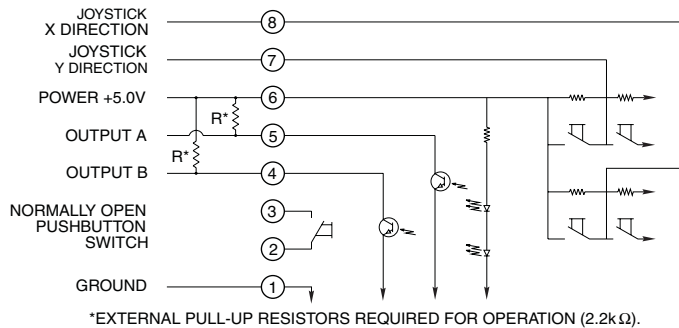 JOYSTICK
X DIRECTION
8
JOYSTICK
Y DIRECTION
7
POWER +5.0V
6
R*
OUTPUT A
5
R*
OUTPUT B
4
NORMALLY OPEN
PUSHBUTTON
SWITCH
3
2
GROUND
1
*EXTERNAL PULL-UP RESISTORS REQUIRED FOR OPERATION (2.2kΩ).